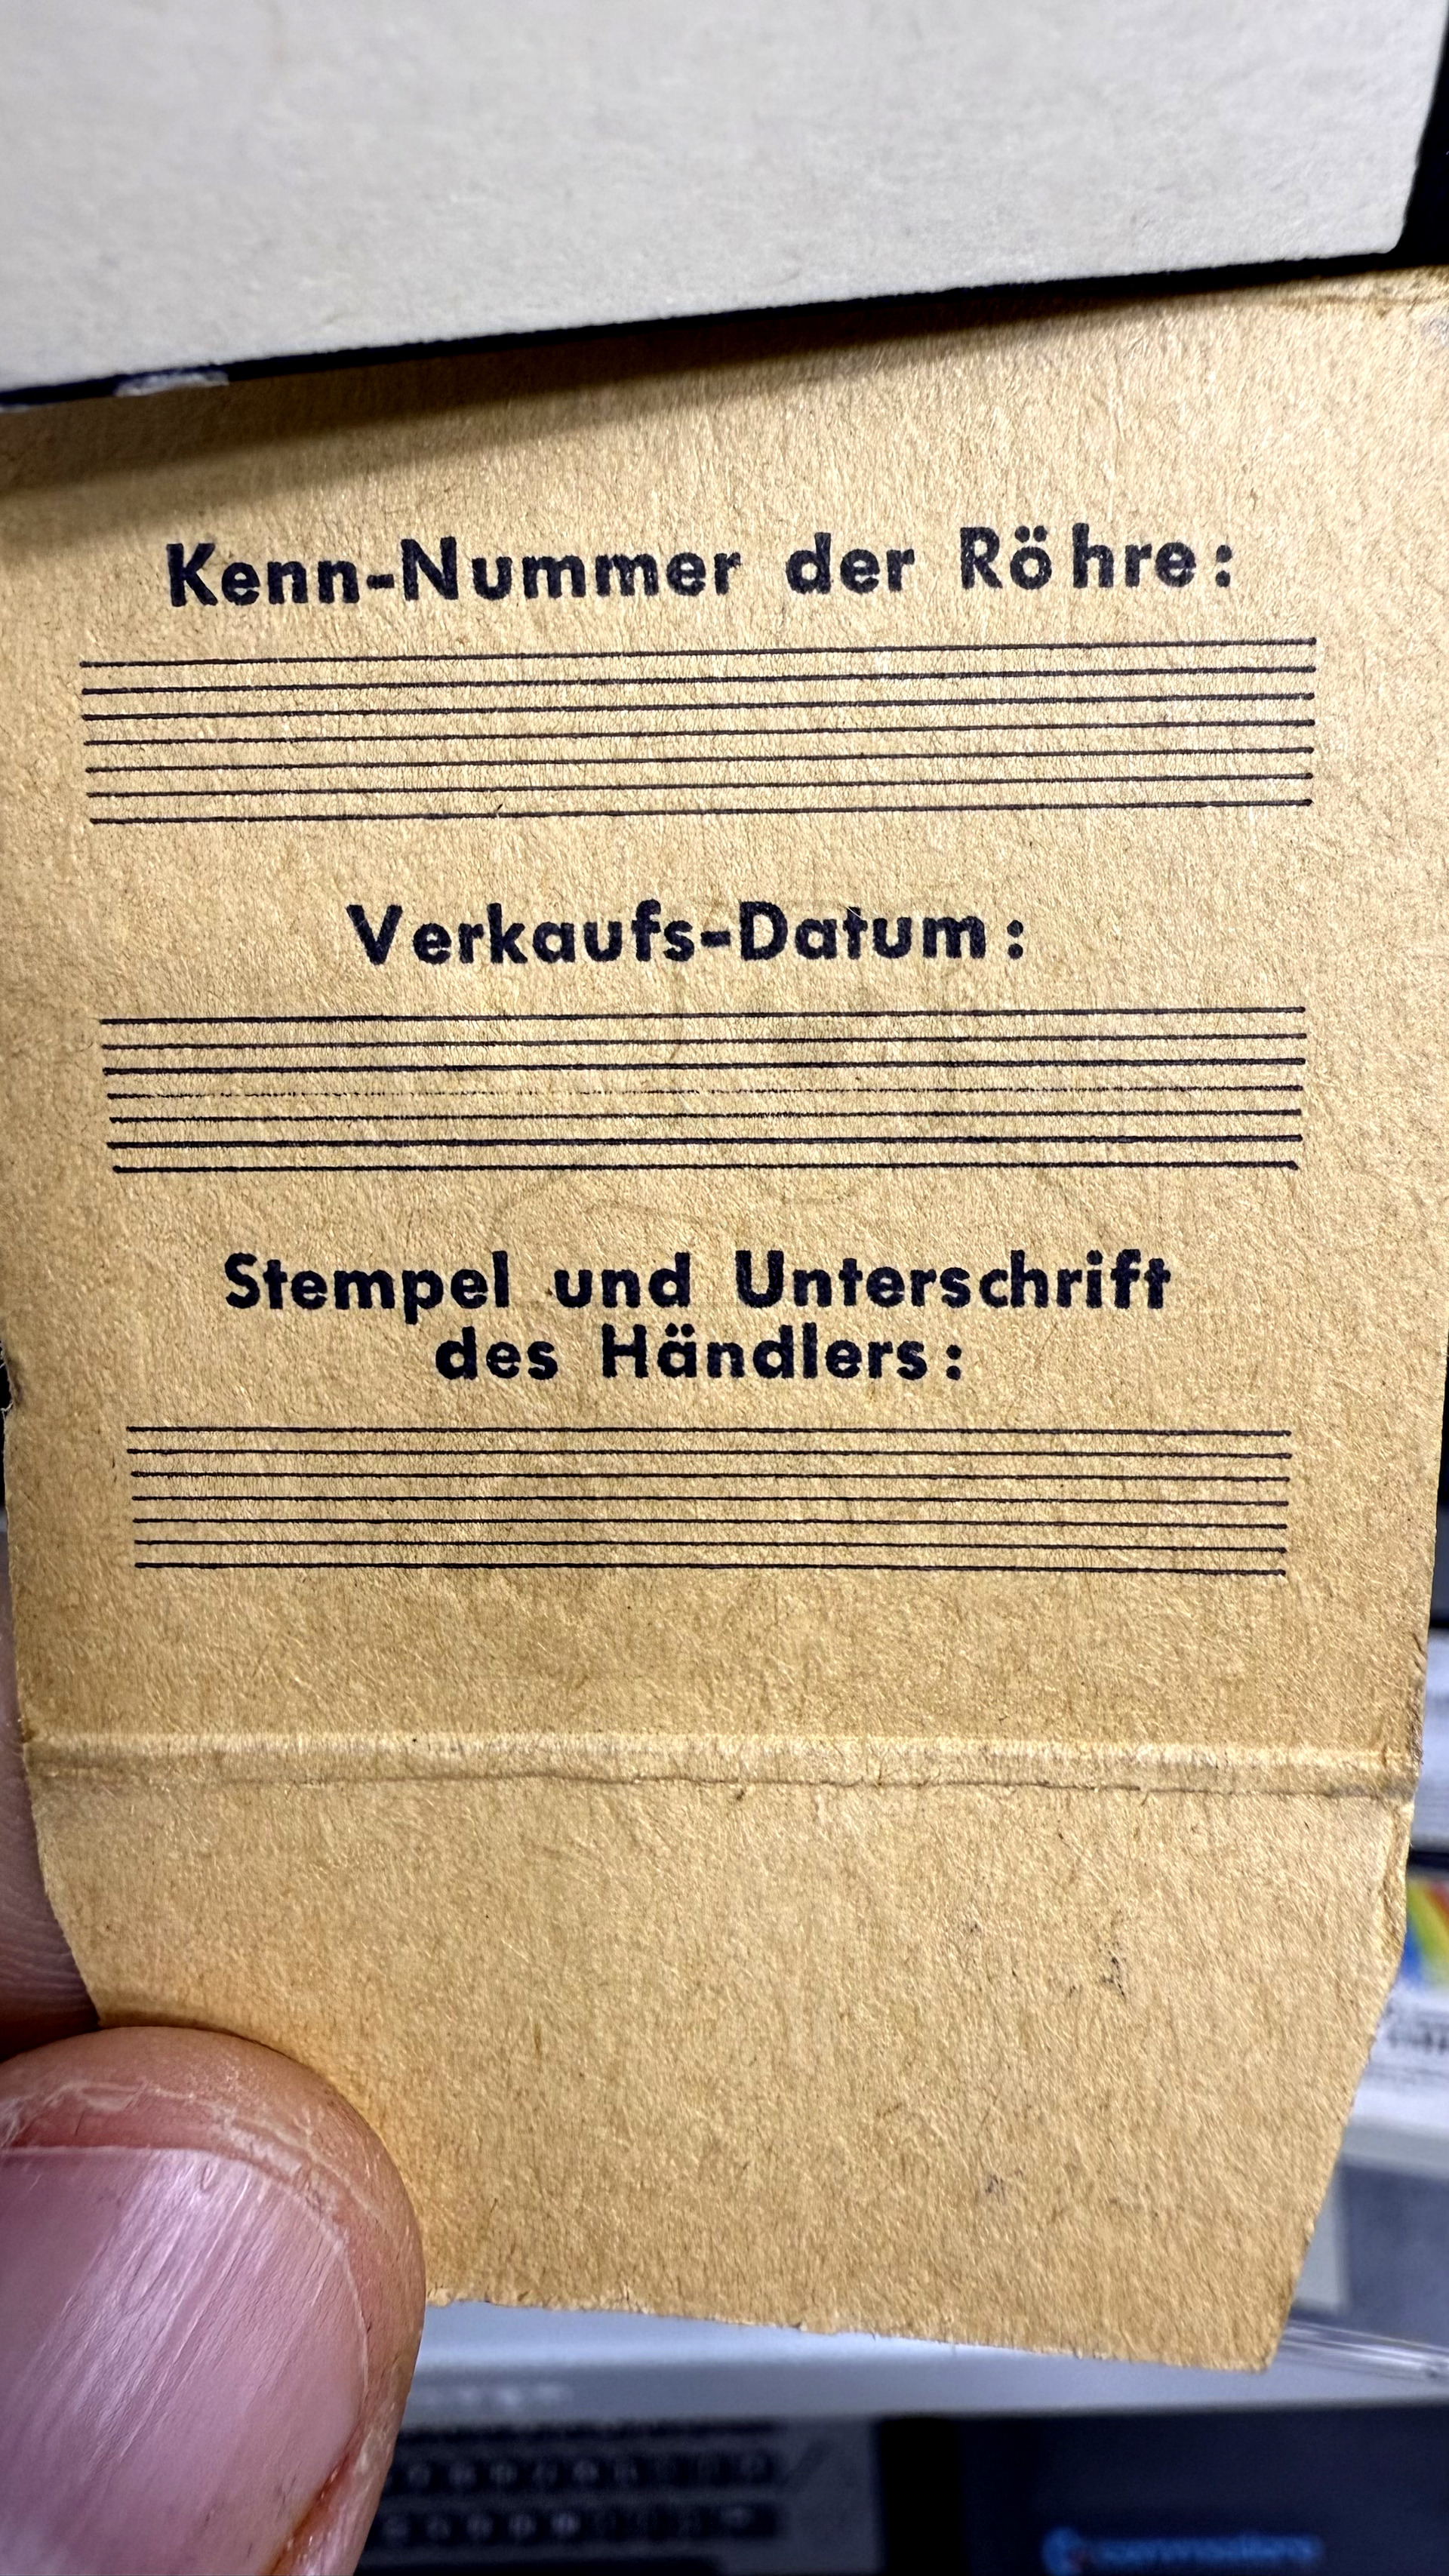 Kenn-Nummer der Röhre:
Verkaufs-Datum:
Stempel und Unterschrift
des Händlers: